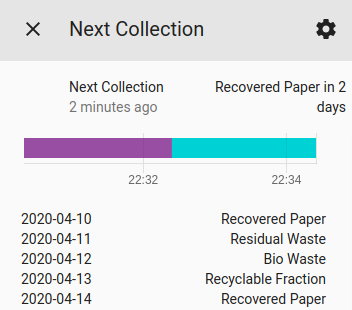 Next Collection
Next Collection
Recovered Paper in 2
2 minutes ago
days
22:32
22:34
2020-04-10 Recovered Paper
2020-04-11 Residual Waste
2020-04-12 Bio Waste
2020-04-13 Recyclable Fraction
2020-04-14 Recovered Paper